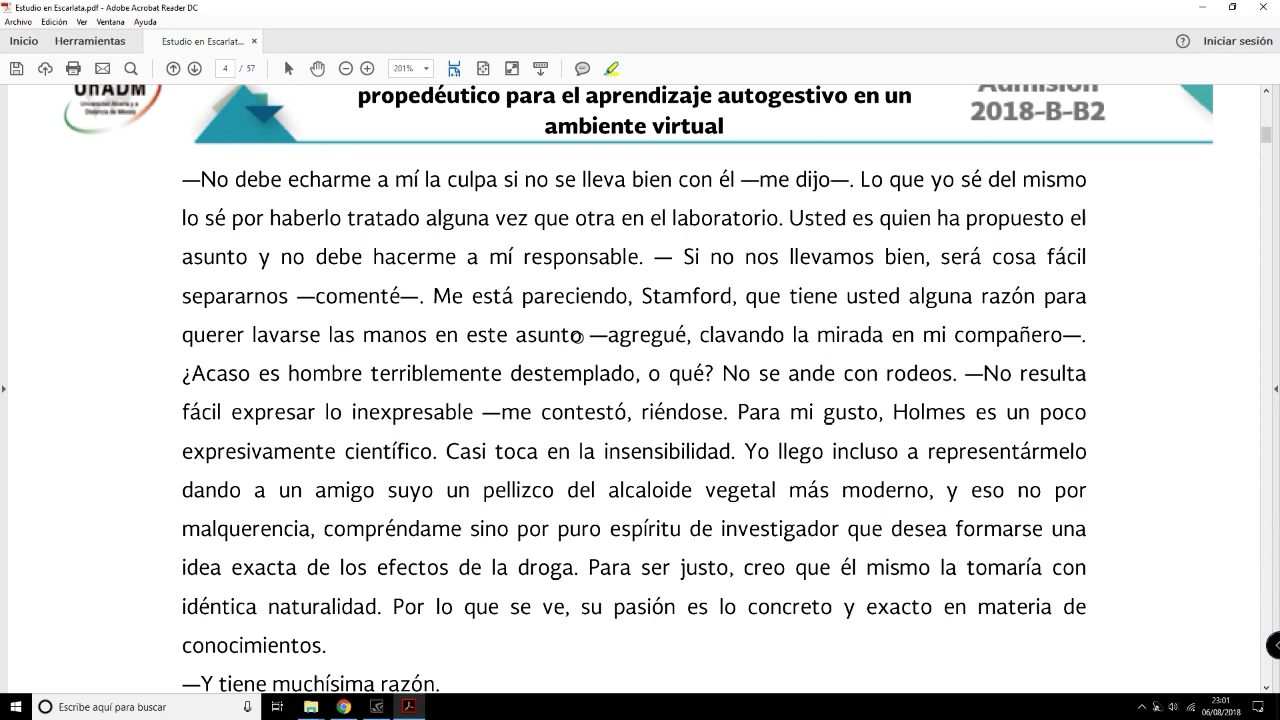 Estudio en Escarlata.pdf - Adobe Acrobat Reader DC
Archivo Edición Ver Ventana Ayuda
Inicio Herramientas Estudio en Escarlat... × Iniciar sesión
4 / 57 201%
UnADM
Universidad Abierta y a
Distancia de México
propedéutico para el aprendizaje autogestivo en un
ambiente virtual
Admisión
2018-B-B2
—No debe echarme a mí la culpa si no se lleva bien con él —me dijo—. Lo que yo sé del mismo
lo sé por haberlo tratado alguna vez que otra en el laboratorio. Usted es quien ha propuesto el
asunto y no debe hacerme a mí responsable. — Si no nos llevamos bien, será cosa fácil
separarnos —comenté—. Me está pareciendo, Stamford, que tiene usted alguna razón para
querer lavarse las manos en este asunto —agregué, clavando la mirada en mi compañero—.
¿Acaso es hombre terriblemente destemplado, o qué? No se ande con rodeos. —No resulta
fácil expresar lo inexpresable —me contestó, riéndose. Para mi gusto, Holmes es un poco
expresivamente científico. Casi toca en la insensibilidad. Yo llego incluso a representármelo
dando a un amigo suyo un pellizco del alcaloide vegetal más moderno, y eso no por
malquerencia, compréndame sino por puro espíritu de investigador que desea formarse una
idea exacta de los efectos de la droga. Para ser justo, creo que él mismo la tomaría con
idéntica naturalidad. Por lo que se ve, su pasión es lo concreto y exacto en materia de
conocimientos.
—Y tiene muchísima razón.
Escribe aquí para buscar
23:01
06/08/2018